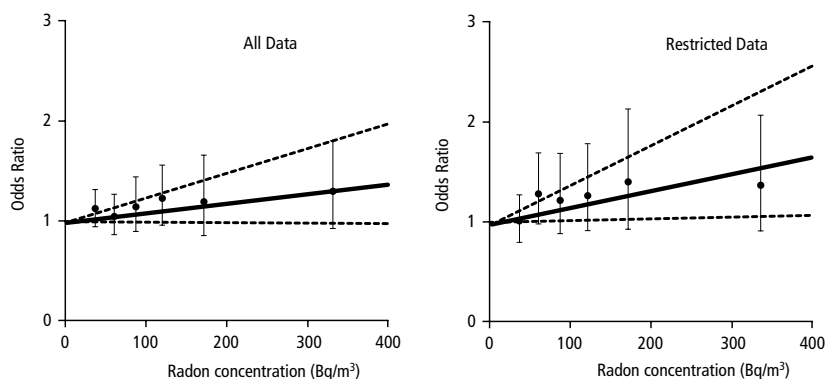 All Data
Odds Ratio
3
2
1
0
0 100 200 300 400
Radon concentration (Bq/m³)
Restricted Data
Odds Ratio
3
2
1
0
0 100 200 300 400
Radon concentration (Bq/m³)